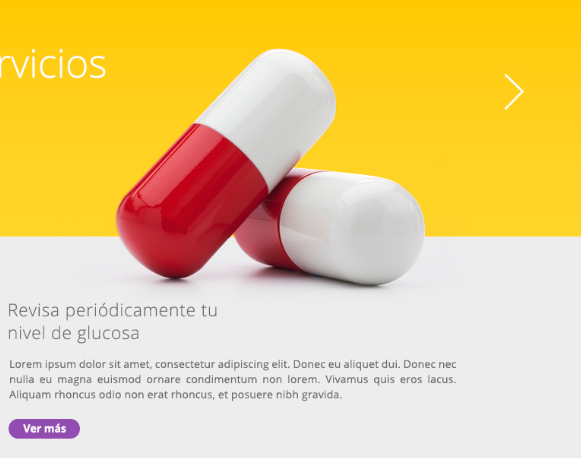 rvicios
Revisa periódicamente tu
nivel de glucosa
Lorem ipsum dolor sit amet, consectetur adipiscing elit. Donec eu aliquet dui. Donec nec
nulla eu magna euismod ornare condimentum non lorem. Vivamus quis eros lacus.
Aliquam rhoncus odio non erat rhoncus, et posuere nibh gravida.
Ver más